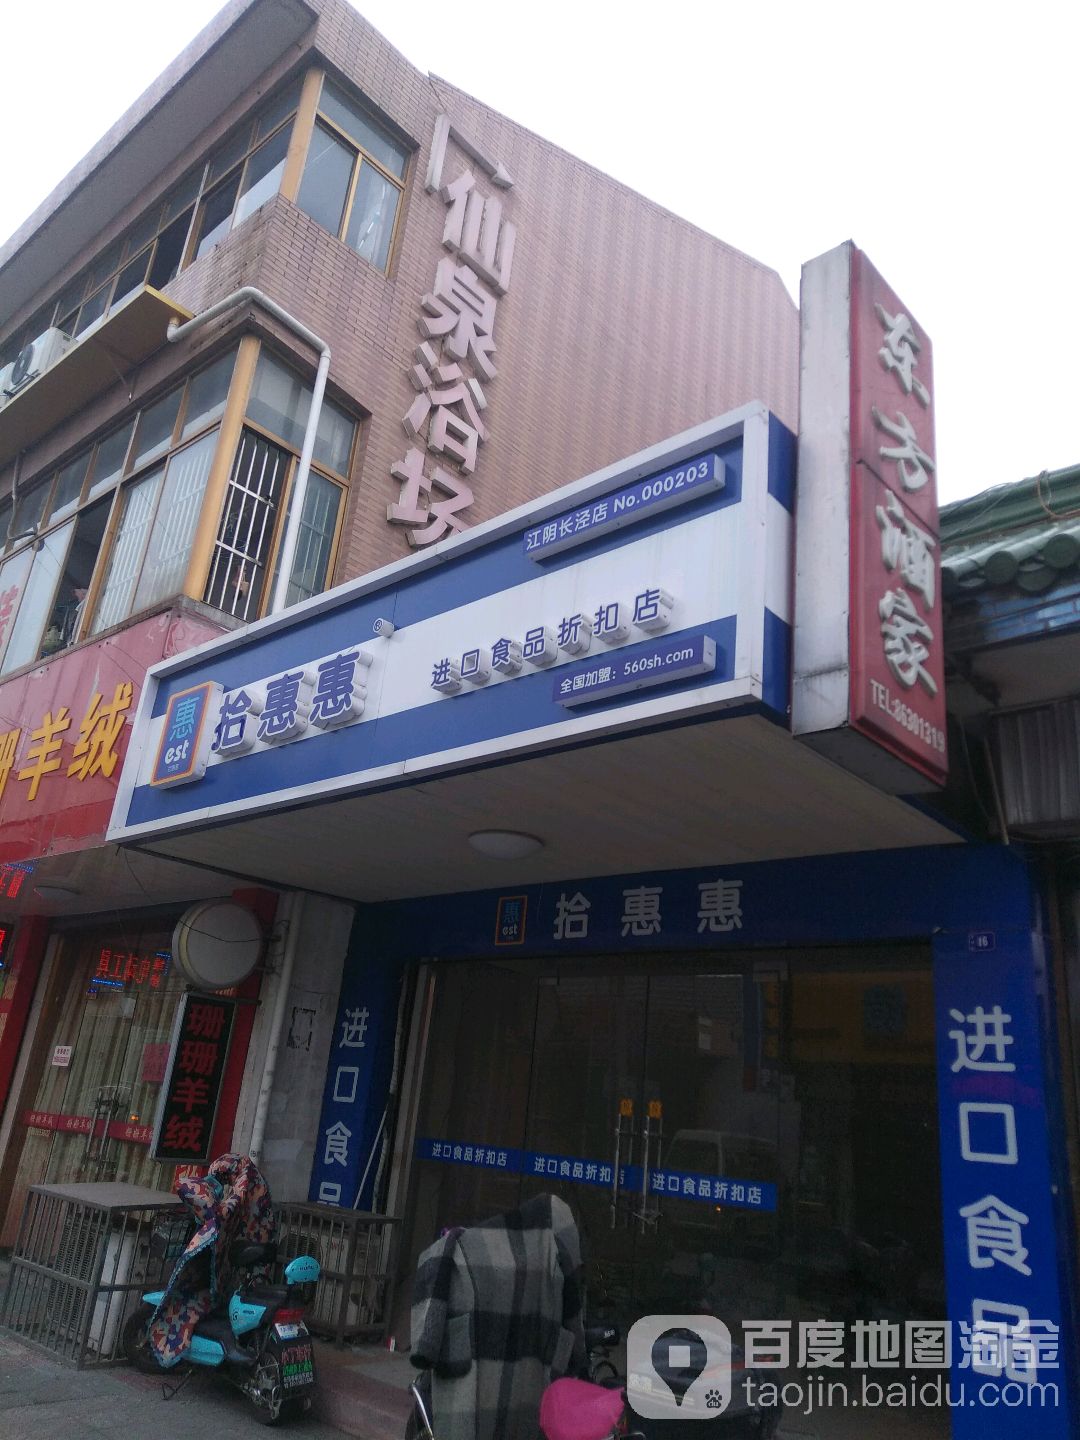 仙泉浴场
东方酒家
TEL:86301319
江阴长泾店 No.000203
惠
est
拾惠惠®
进口食品折扣店
全国加盟：560sh.com
珊羊绒
惠
est
拾惠惠
16
珊珊羊绒
进口食品
进口食品
进口食品折扣店
进口食品折扣店
进口食品折扣店
百度地图淘金
taojin.baidu.com